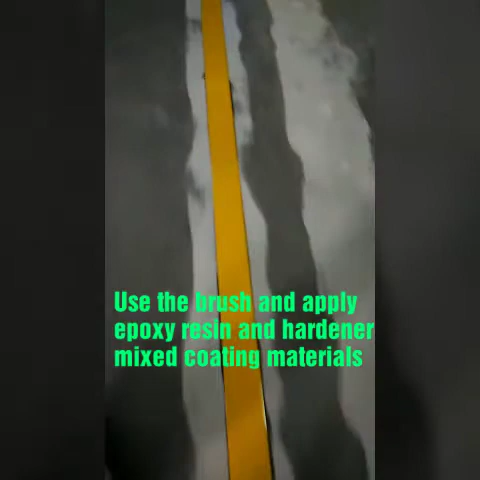 Use the brush and apply
epoxy resin and hardener
mixed coating materials